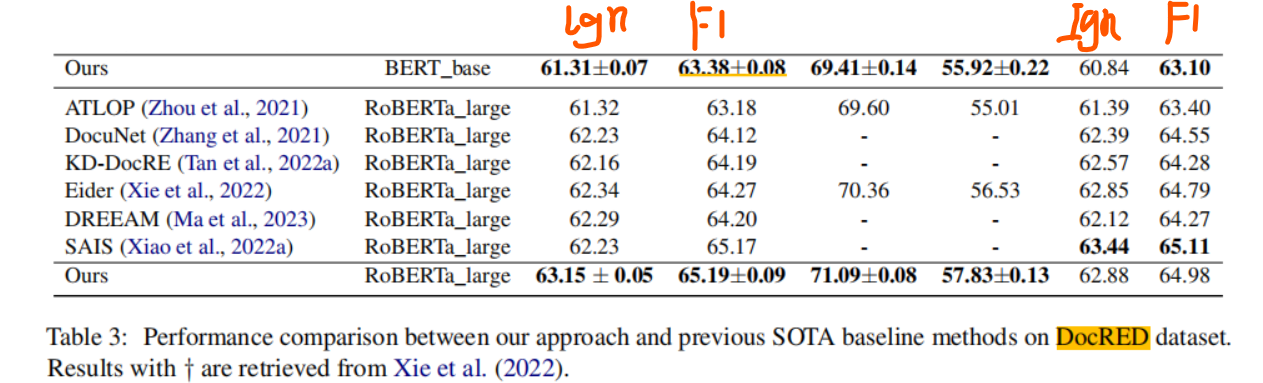 Ign F1 Ign F1
Ours BERT_base 61.31±0.07 63.38±0.08 69.41±0.14 55.92±0.22 60.84 63.10
ATLOP (Zhou et al., 2021) RoBERTa_large 61.32 63.18 69.60 55.01 61.39 63.40
DocuNet (Zhang et al., 2021) RoBERTa_large 62.23 64.12 - - 62.39 64.55
KD-DocRE (Tan et al., 2022a) RoBERTa_large 62.16 64.19 - - 62.57 64.28
Eider (Xie et al., 2022) RoBERTa_large 62.34 64.27 70.36 56.53 62.85 64.79
DREEAM (Ma et al., 2023) RoBERTa_large 62.29 64.20 - - 62.12 64.27
SAIS (Xiao et al., 2022a) RoBERTa_large 62.23 65.17 - - 63.44 65.11
Ours RoBERTa_large 63.15 ± 0.05 65.19±0.09 71.09±0.08 57.83±0.13 62.88 64.98
Table 3: Performance comparison between our approach and previous SOTA baseline methods on DocRED dataset.
Results with † are retrieved from Xie et al. (2022).